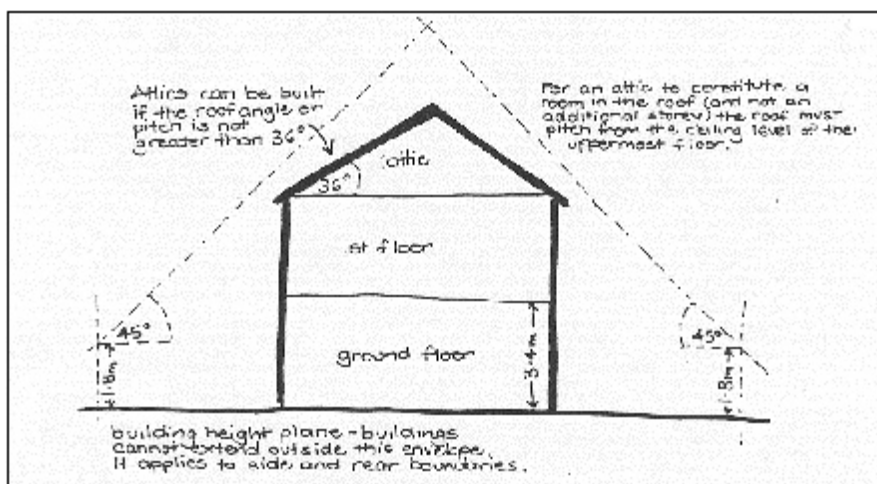 Attics can be built
if the roof angle or
pitch is not
greater than 36°
For an attic to constitute a
room in the roof (and not an
additional storey) the roof must
pitch from the ceiling level of the
uppermost floor.
attic
36°
1st floor
45°
45°
ground floor
3.4m
1.8m
1.8m
building height plane - buildings
cannot extend outside this envelope.
It applies to side and rear boundaries.